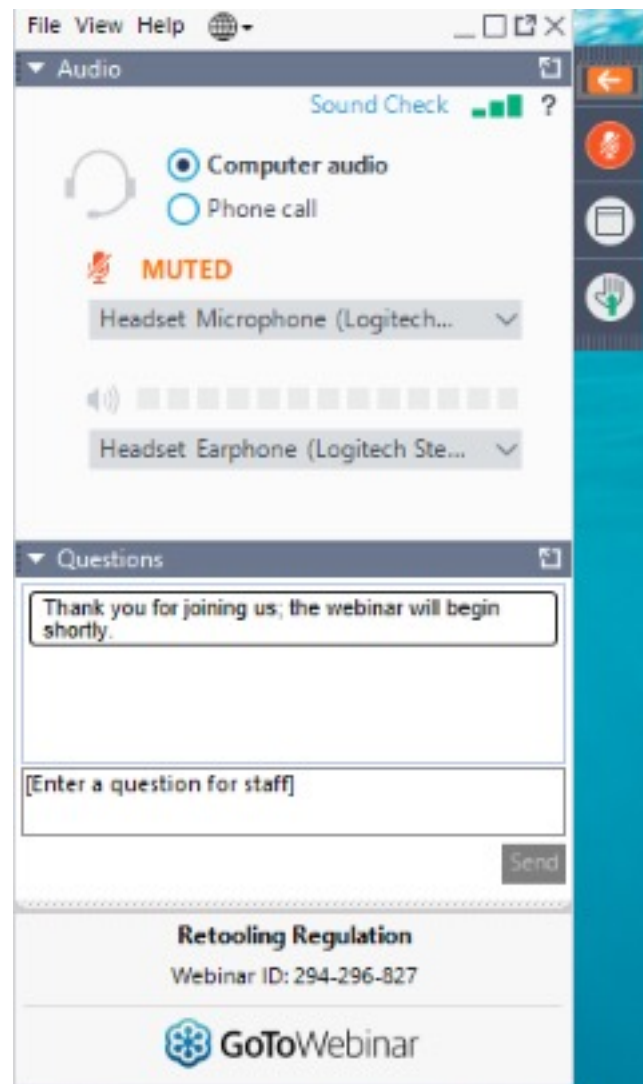 File View Help
Audio
Sound Check ?
Computer audio
Phone call
MUTED
Headset Microphone (Logitech...
Headset Earphone (Logitech Ste...
Questions
Thank you for joining us; the webinar will begin
shortly.
[Enter a question for staff]
Send
Retooling Regulation
Webinar ID: 294-296-827
GoToWebinar